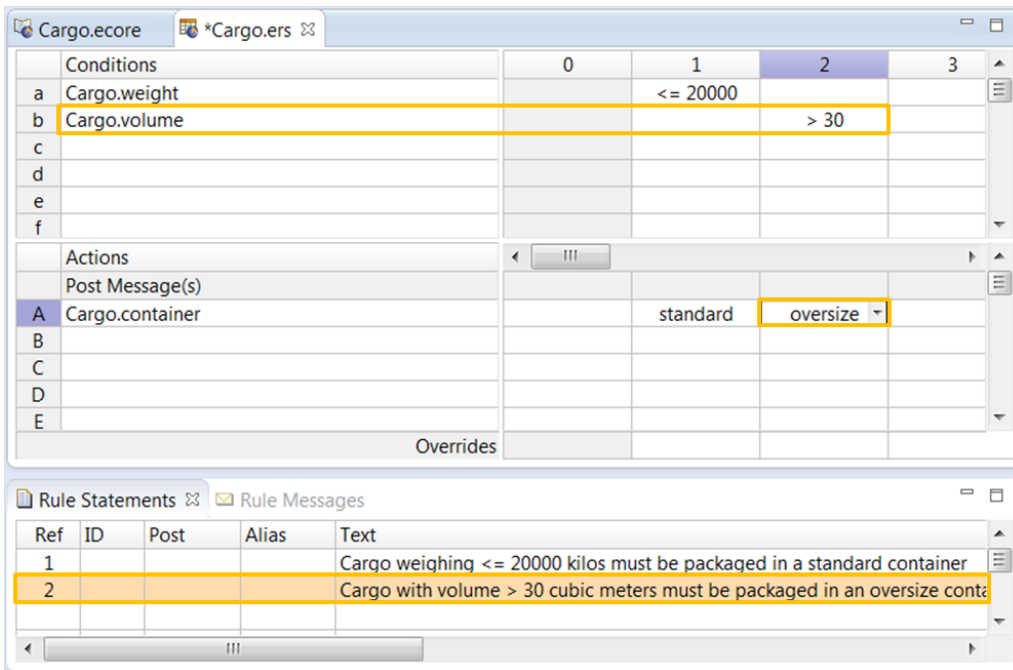 Cargo.ecore *Cargo.ers
Conditions 0 1 2 3
a Cargo.weight <= 20000
b Cargo.volume > 30
c
d
e
f
Actions
Post Message(s)
A Cargo.container standard oversize
B
C
D
E
Overrides
Rule Statements Rule Messages
Ref ID Post Alias Text
1 Cargo weighing <= 20000 kilos must be packaged in a standard container
2 Cargo with volume > 30 cubic meters must be packaged in an oversize conta